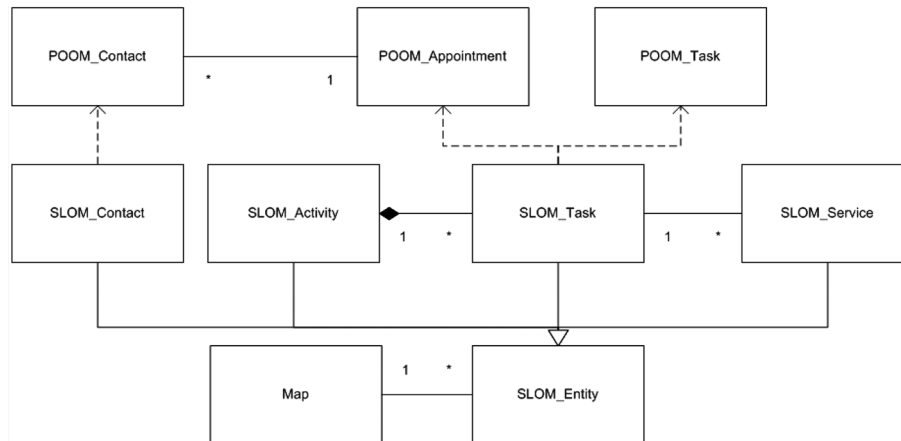 POOM_Contact
POOM_Appointment
POOM_Task
* 1
SLOM_Contact
SLOM_Activity
SLOM_Task
SLOM_Service
1 * 1 *
Map
1 *
SLOM_Entity